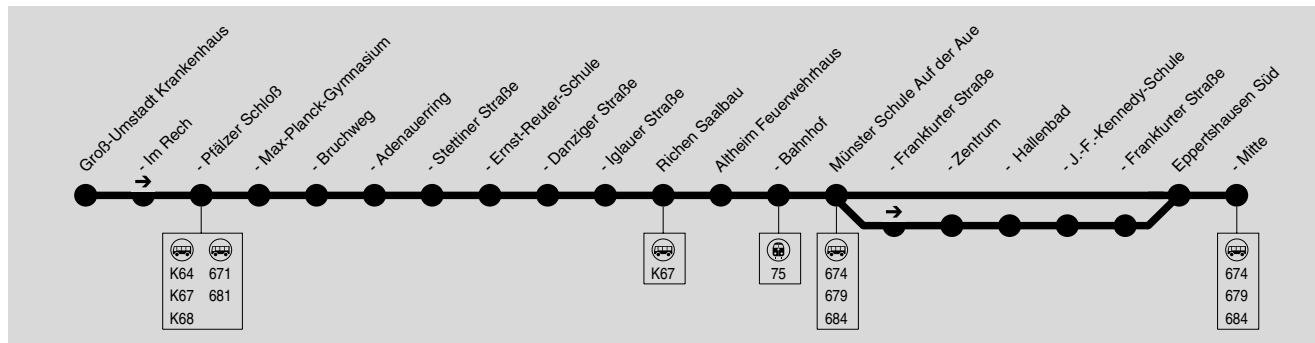 Groß-Umstadt Krankenhaus
- Im Rech
- Pfälzer Schloß
- Max-Planck-Gymnasium
- Bruchweg
- Adenauerring
- Stettiner Straße
- Ernst-Reuter-Schule
- Danziger Straße
- Iglauer Straße
Richen Saalbau
Altheim Feuerwehrhaus
- Bahnhof
Münster Schule Auf der Aue
- Frankfurter Straße
- Zentrum
- Hallenbad
- J.-F.-Kennedy-Schule
- Frankfurter Straße
Eppertshausen Süd
- Mitte
K64 671
K67 681
K68
K67
75
674
679
684
674
679
684